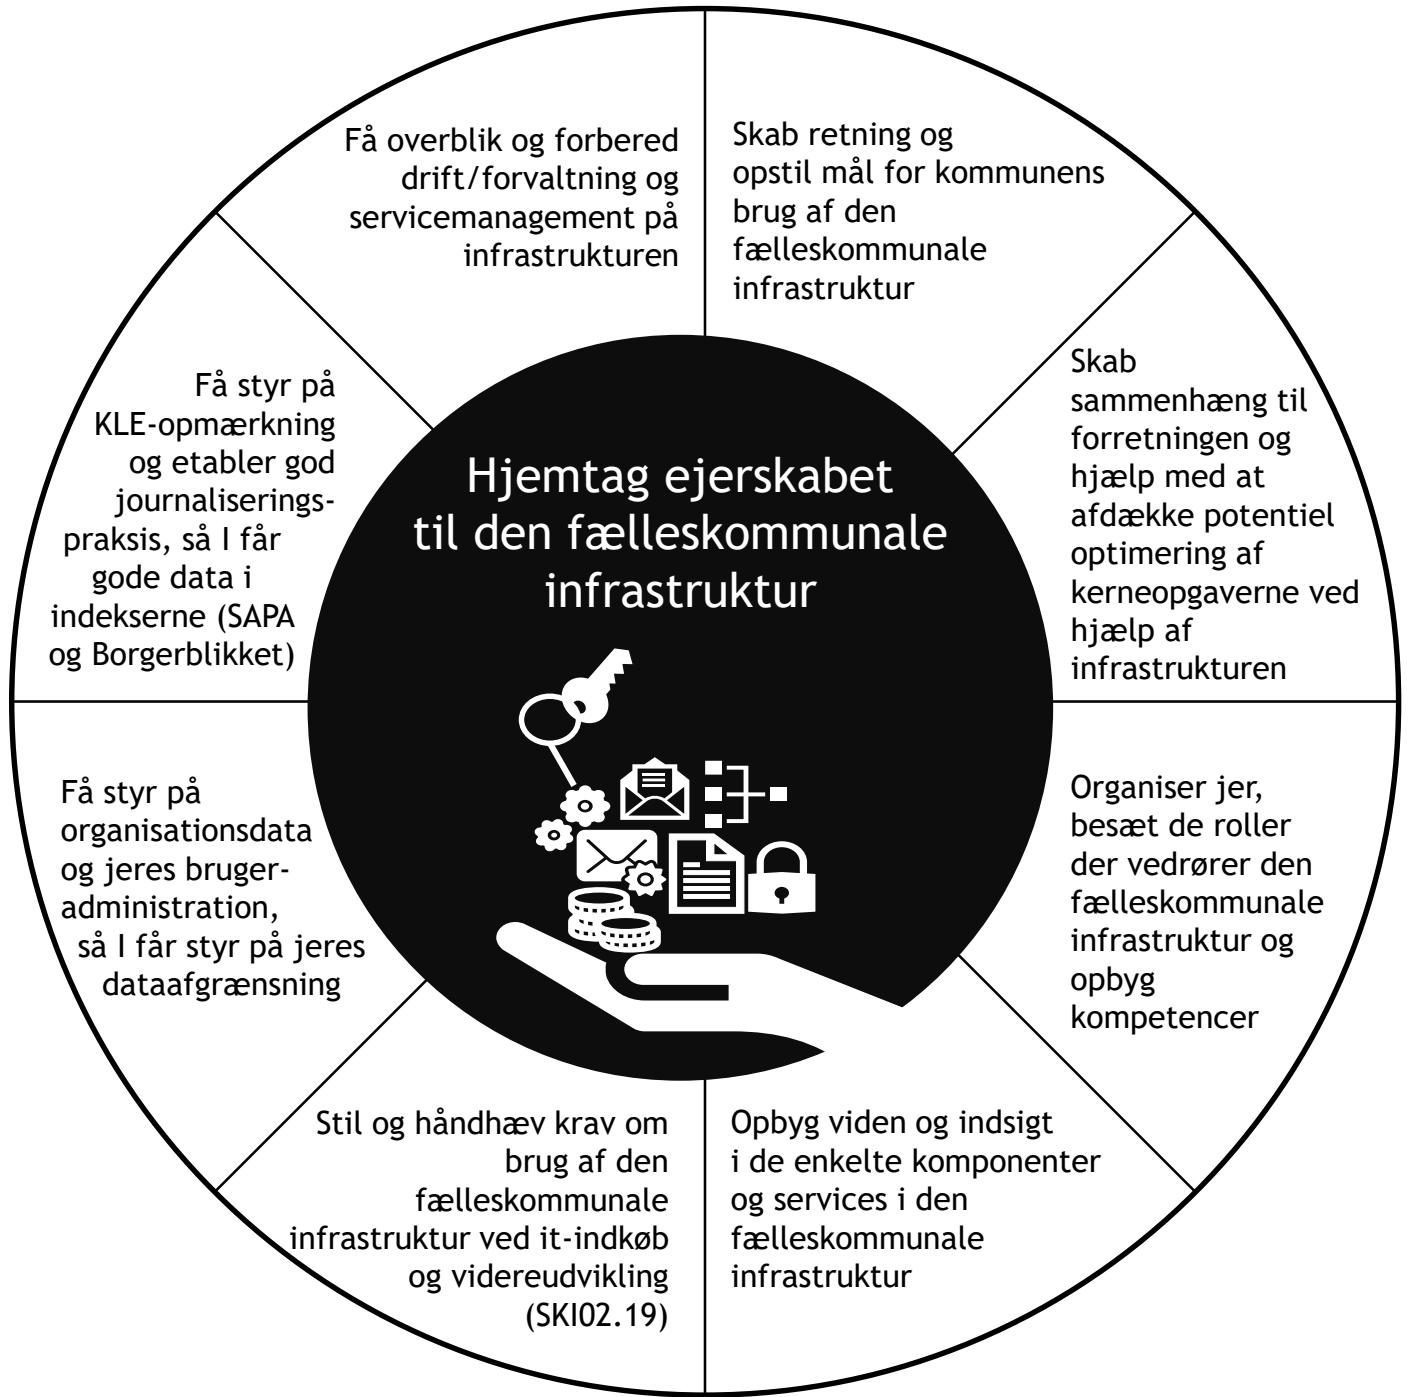 Hjemtag ejerskabet
til den fælleskommunale
infrastruktur
Skab retning og
opstil mål for kommunens
brug af den
fælleskommunale
infrastruktur
Skab
sammenhæng til
forretningen og
hjælp med at
afdække potentiel
optimering af
kerneopgaverne ved
hjælp af
infrastrukturen
Organiser jer,
besæt de roller
der vedrører den
fælleskommunale
infrastruktur og
opbyg
kompetencer
Opbyg viden og indsigt
i de enkelte komponenter
og services i den
fælleskommunale
infrastruktur
Stil og håndhæv krav om
brug af den
fælleskommunale
infrastruktur ved it-indkøb
og videreudvikling
(SKI02.19)
Få styr på
organisationsdata
og jeres bruger-
administration,
så I får styr på jeres
dataafgrænsning
Få styr på
KLE-opmærkning
og etabler god
journaliserings-
praksis, så I får
gode data i
indekserne (SAPA
og Borgerblikket)
Få overblik og forbered
drift/forvaltning og
servicemanagement på
infrastrukturen